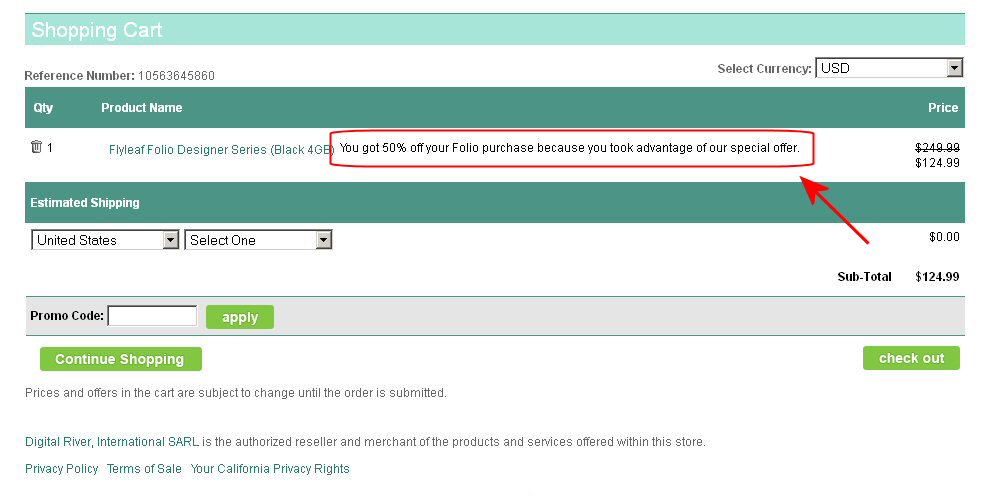 Shopping Cart
Reference Number: 10563645860
Select Currency: USD
Qty Product Name Price
1 Flyleaf Folio Designer Series (Black 4GB) You got 50% off your Folio purchase because you took advantage of our special offer. $249.99
$124.99
Estimated Shipping
United States Select One $0.00
Sub-Total $124.99
Promo Code: apply
Continue Shopping check out
Prices and offers in the cart are subject to change until the order is submitted.
Digital River, International SARL is the authorized reseller and merchant of the products and services offered within this store.
Privacy Policy Terms of Sale Your California Privacy Rights